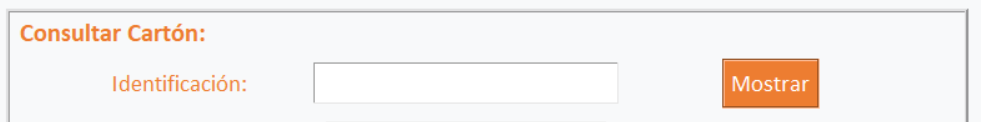 Consultar Cartón:
Identificación: Mostrar